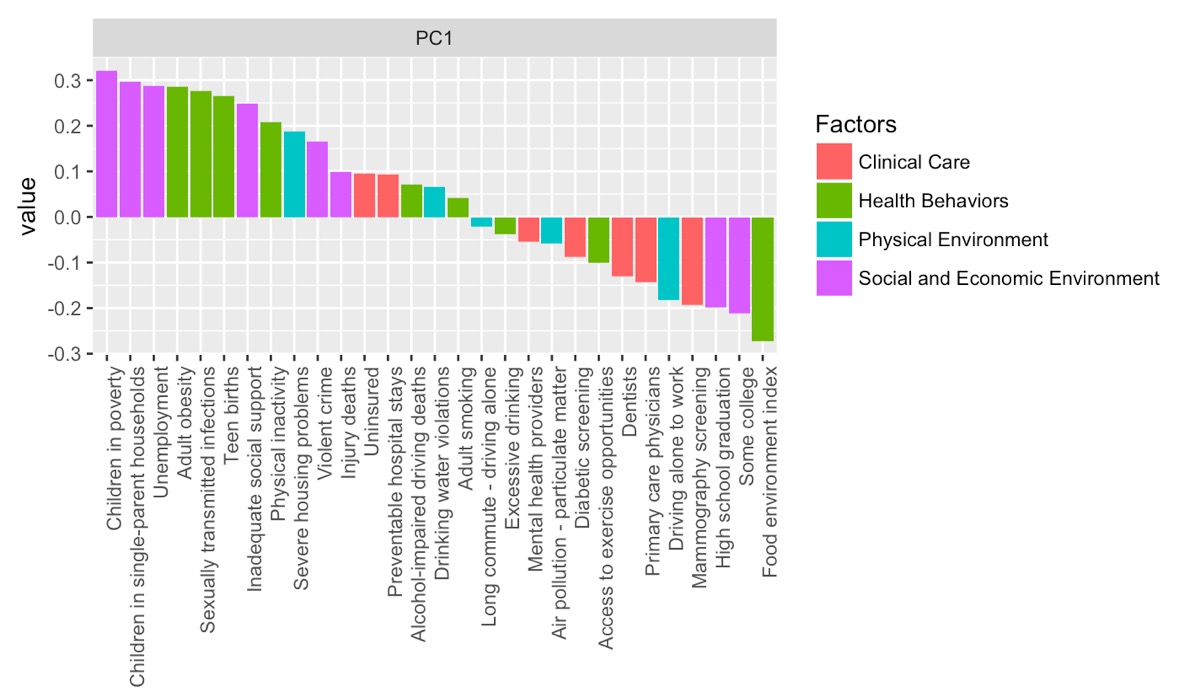 PC1
value
0.3
0.2
0.1
0.0
-0.1
-0.2
-0.3
Children in poverty
Children in single-parent households
Unemployment
Adult obesity
Sexually transmitted infections
Teen births
Inadequate social support
Physical inactivity
Severe housing problems
Violent crime
Injury deaths
Uninsured
Preventable hospital stays
Alcohol-impaired driving deaths
Drinking water violations
Adult smoking
Long commute - driving alone
Excessive drinking
Mental health providers
Air pollution - particulate matter
Diabetic screening
Access to exercise opportunities
Dentists
Primary care physicians
Driving alone to work
Mammography screening
High school graduation
Some college
Food environment index
Factors
Clinical Care
Health Behaviors
Physical Environment
Social and Economic Environment